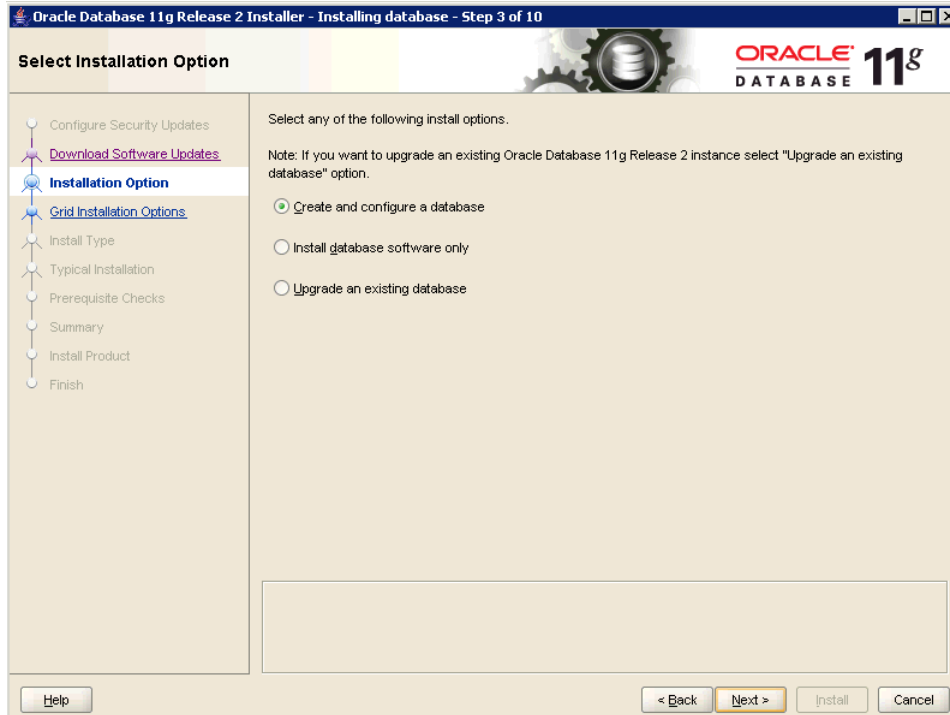 Oracle Database 11g Release 2 Installer - Installing database - Step 3 of 10
Select Installation Option
ORACLE
DATABASE
11g
Configure Security Updates
Download Software Updates
Installation Option
Grid Installation Options
Install Type
Typical Installation
Prerequisite Checks
Summary
Install Product
Finish
Select any of the following install options.
Note: If you want to upgrade an existing Oracle Database 11g Release 2 instance select "Upgrade an existing
database" option.
Create and configure a database
Install database software only
Upgrade an existing database
Help
< Back
Next >
Install
Cancel